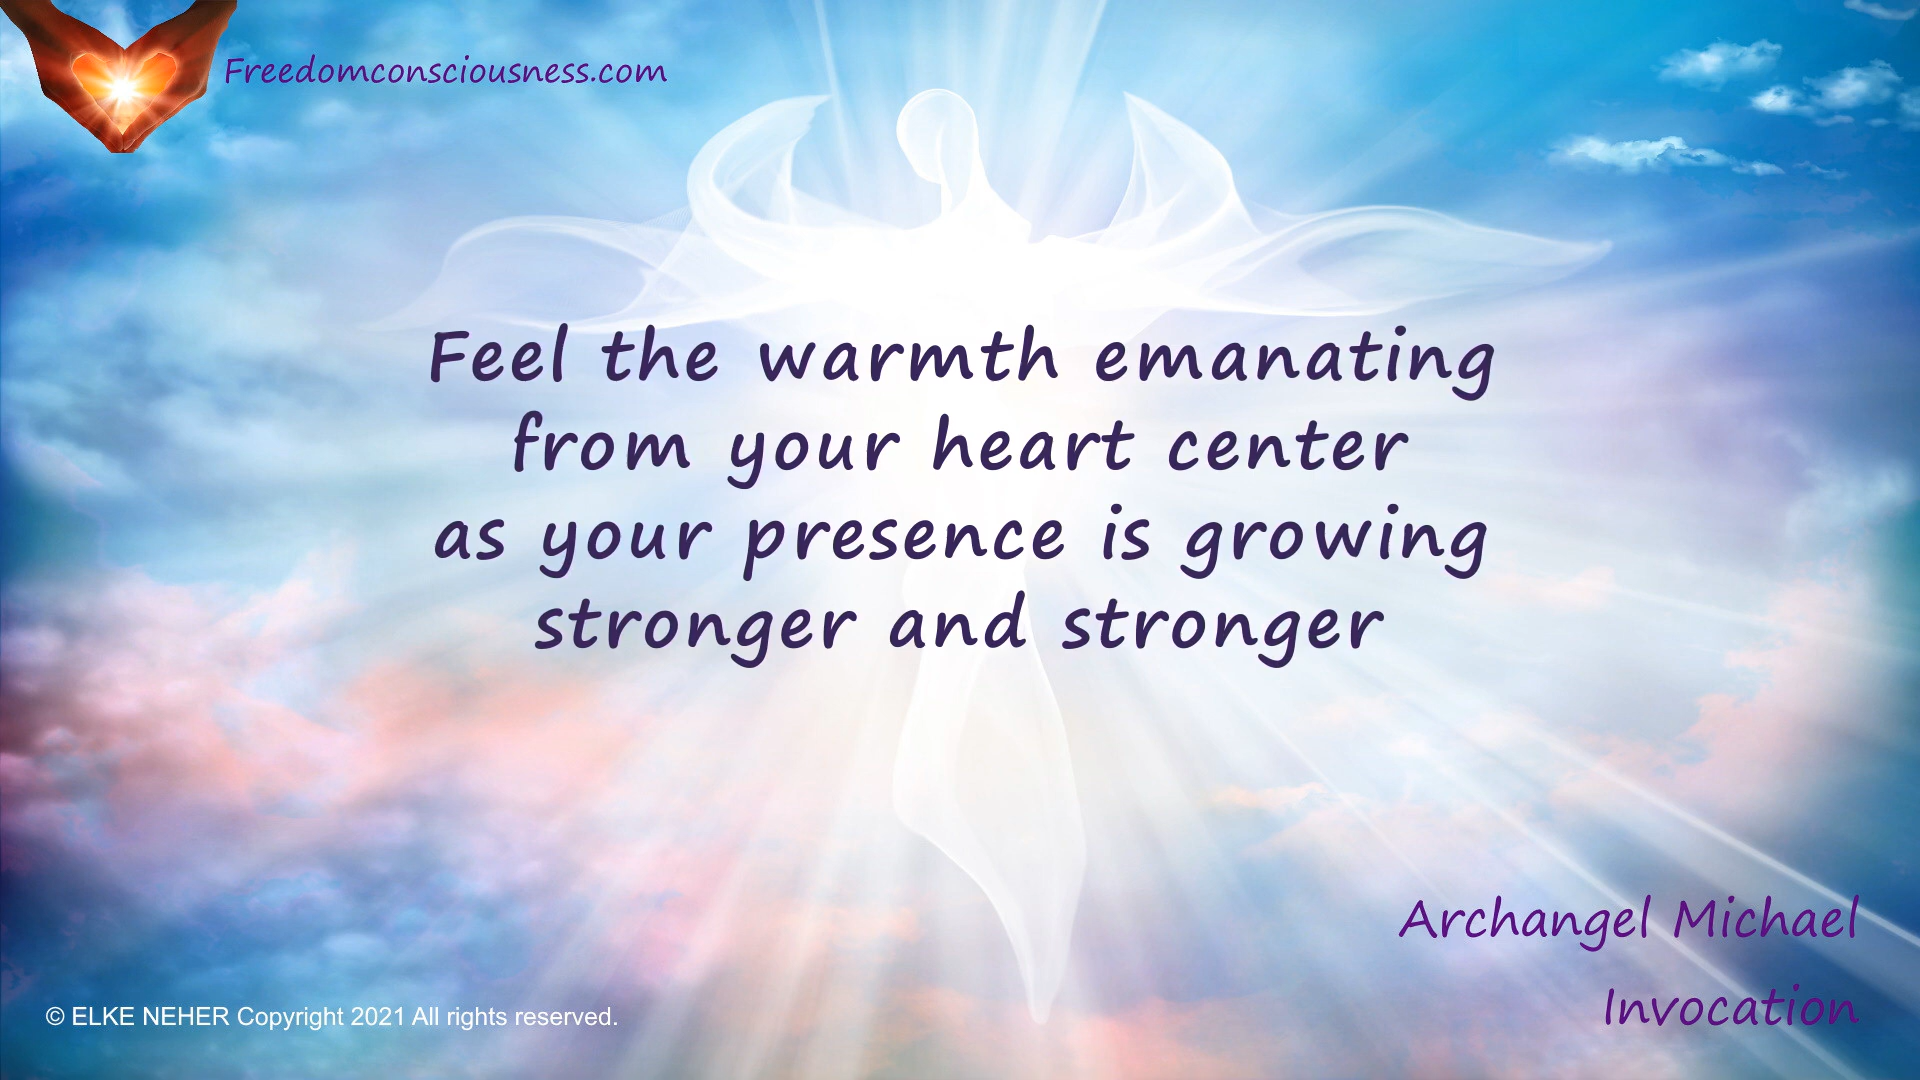 Freedomconsciousness.com
Feel the warmth emanating
from your heart center
as your presence is growing
stronger and stronger
Archangel Michael
Invocation
© ELKE NEHER Copyright 2021 All rights reserved.